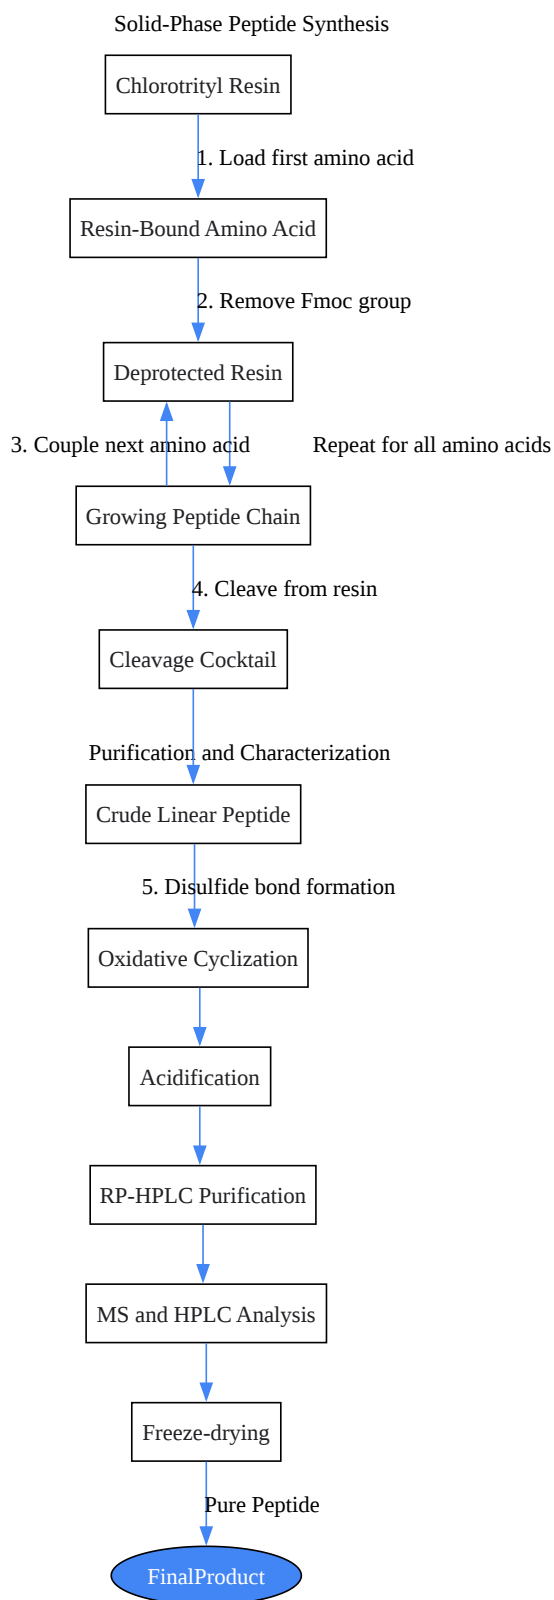 Solid-Phase Peptide Synthesis
Chlorotrityl Resin
1. Load first amino acid
Resin-Bound Amino Acid
2. Remove Fmoc group
Deprotected Resin
3. Couple next amino acid
Repeat for all amino acids
Growing Peptide Chain
4. Cleave from resin
Cleavage Cocktail
Purification and Characterization
Crude Linear Peptide
5. Disulfide bond formation
Oxidative Cyclization
Acidification
RP-HPLC Purification
MS and HPLC Analysis
Freeze-drying
Pure Peptide
FinalProduct